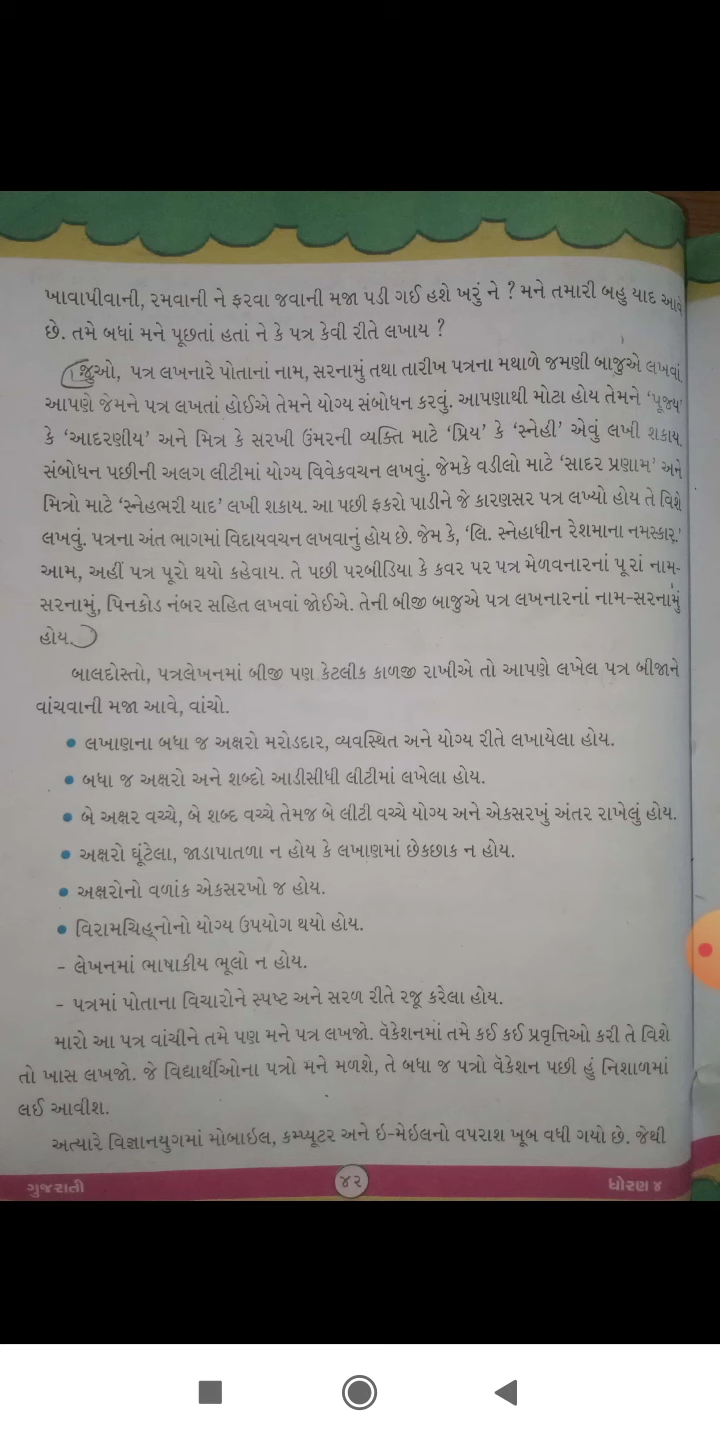 ખાવાપીવાની, રમવાની ને ફરવા જવાની મજા પડી ગઈ હશે ખરું ને ? મને તમારી બહુ યાદ આવે
છે. તમે બધાં મને પૂછતાં હતાં ને કે પત્ર કેવી રીતે લખાય ?
જુઓ, પત્ર લખનારે પોતાનાં નામ, સરનામું તથા તારીખ પત્રના મથાળે જમણી બાજુએ લખવાં
આપણે જેમને પત્ર લખતાં હોઈએ તેમને યોગ્ય સંબોધન કરવું. આપણાથી મોટા હોય તેમને ‘પૂજ્ય’
કે ‘આદરણીય’ અને મિત્ર કે સરખી ઉંમરની વ્યક્તિ માટે ‘પ્રિય’ કે ‘સ્નેહી’ એવું લખી શકાય.
સંબોધન પછીની અલગ લીટીમાં યોગ્ય વિવેકવચન લખવું. જેમકે વડીલો માટે ‘સાદર પ્રણામ’ અને
મિત્રો માટે ‘સ્નેહભરી યાદ’ લખી શકાય. આ પછી ફકરો પાડીને જે કારણસર પત્ર લખ્યો હોય તે વિશે
લખવું. પત્રના અંત ભાગમાં વિદાયવચન લખવાનું હોય છે. જેમ કે, ‘લિ. સ્નેહાધીન રેશમાના નમસ્કાર.’
આમ, અહીં પત્ર પૂરો થયો કહેવાય. તે પછી પરબીડિયા કે કવર પર પત્ર મેળવનારનાં પૂરાં નામ-
સરનામું, પિનકોડ નંબર સહિત લખવાં જોઈએ. તેની બીજી બાજુએ પત્ર લખનારનાં નામ-સરનામું
હોય.
બાલદોસ્તો, પત્રલેખનમાં બીજી પણ કેટલીક કાળજી રાખીએ તો આપણે લખેલ પત્ર બીજાને
વાંચવાની મજા આવે, વાંચો.
• લખાણના બધા જ અક્ષરો મરોડદાર, વ્યવસ્થિત અને યોગ્ય રીતે લખાયેલા હોય.
• બધા જ અક્ષરો અને શબ્દો આડીસીધી લીટીમાં લખેલા હોય.
• બે અક્ષર વચ્ચે, બે શબ્દ વચ્ચે તેમજ બે લીટી વચ્ચે યોગ્ય અને એકસરખું અંતર રાખેલું હોય.
• અક્ષરો ઘૂંટેલા, જાડાપાતળા ન હોય કે લખાણમાં છેકછાક ન હોય.
• અક્ષરોનો વળાંક એકસરખો જ હોય.
• વિરામચિહ્નોનો યોગ્ય ઉપયોગ થયો હોય.
- લેખનમાં ભાષાકીય ભૂલો ન હોય.
- પત્રમાં પોતાના વિચારોને સ્પષ્ટ અને સરળ રીતે રજૂ કરેલા હોય.
મારો આ પત્ર વાંચીને તમે પણ મને પત્ર લખજો. વૅકેશનમાં તમે કઈ કઈ પ્રવૃત્તિઓ કરી તે વિશે
તો ખાસ લખજો. જે વિદ્યાર્થીઓના પત્રો મને મળશે, તે બધા જ પત્રો વૅકેશન પછી હું નિશાળમાં
લઈ આવીશ.
અત્યારે વિજ્ઞાનયુગમાં મોબાઇલ, કમ્પ્યૂટર અને ઇ-મેઇલનો વપરાશ ખૂબ વધી ગયો છે. જેથી
ગુજરાતી
૪૨
ધોરણ ૪